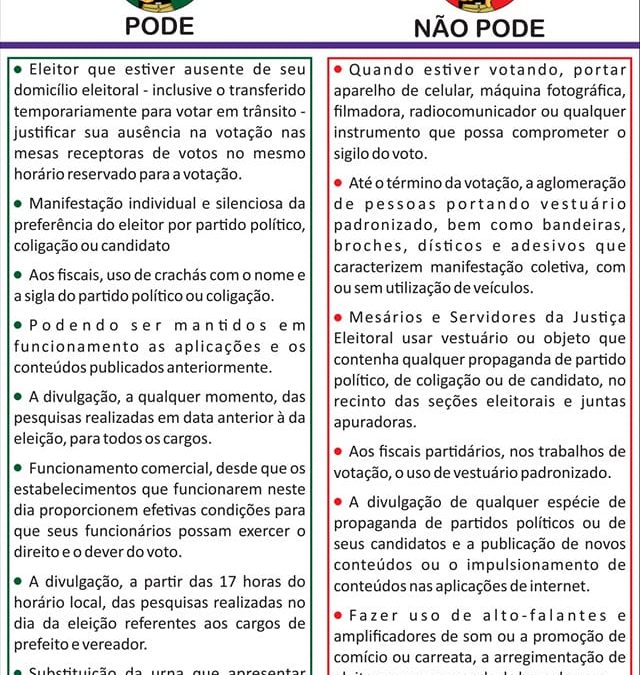 PODE
• Eleitor que estiver ausente de seu
domicílio eleitoral - inclusive o transferido
temporariamente para votar em trânsito -
justificar sua ausência na votação nas
mesas receptoras de votos no mesmo
horário reservado para a votação.
• Manifestação individual e silenciosa da
preferência do eleitor por partido político,
coligação ou candidato
• Aos fiscais, uso de crachás com o nome e
a sigla do partido político ou coligação.
• Podendo ser mantidos em
funcionamento as aplicações e os
conteúdos publicados anteriormente.
• A divulgação, a qualquer momento, das
pesquisas realizadas em data anterior à da
eleição, para todos os cargos.
• Funcionamento comercial, desde que os
estabelecimentos que funcionarem neste
dia proporcionem efetivas condições para
que seus funcionários possam exercer o
direito e o dever do voto.
• A divulgação, a partir das 17 horas do
horário local, das pesquisas realizadas no
dia da eleição referentes aos cargos de
prefeito e vereador.
• Substituição da urna que apresentar
NÃO PODE
• Quando estiver votando, portar
aparelho de celular, máquina fotográfica,
filmadora, radiocomunicador ou qualquer
instrumento que possa comprometer o
sigilo do voto.
• Até o término da votação, a aglomeração
de pessoas portando vestuário
padronizado, bem como bandeiras,
broches, dísticos e adesivos que
caracterizem manifestação coletiva, com
ou sem utilização de veículos.
• Mesários e Servidores da Justiça
Eleitoral usar vestuário ou objeto que
contenha qualquer propaganda de partido
político, de coligação ou de candidato, no
recinto das seções eleitorais e juntas
apuradoras.
• Aos fiscais partidários, nos trabalhos de
votação, o uso de vestuário padronizado.
• A divulgação de qualquer espécie de
propaganda de partidos políticos ou de
seus candidatos e a publicação de novos
conteúdos ou o impulsionamento de
conteúdos nas aplicações de internet.
• Fazer uso de alto-falantes e
amplificadores de som ou a promoção de
comício ou carreata, a arregimentação de